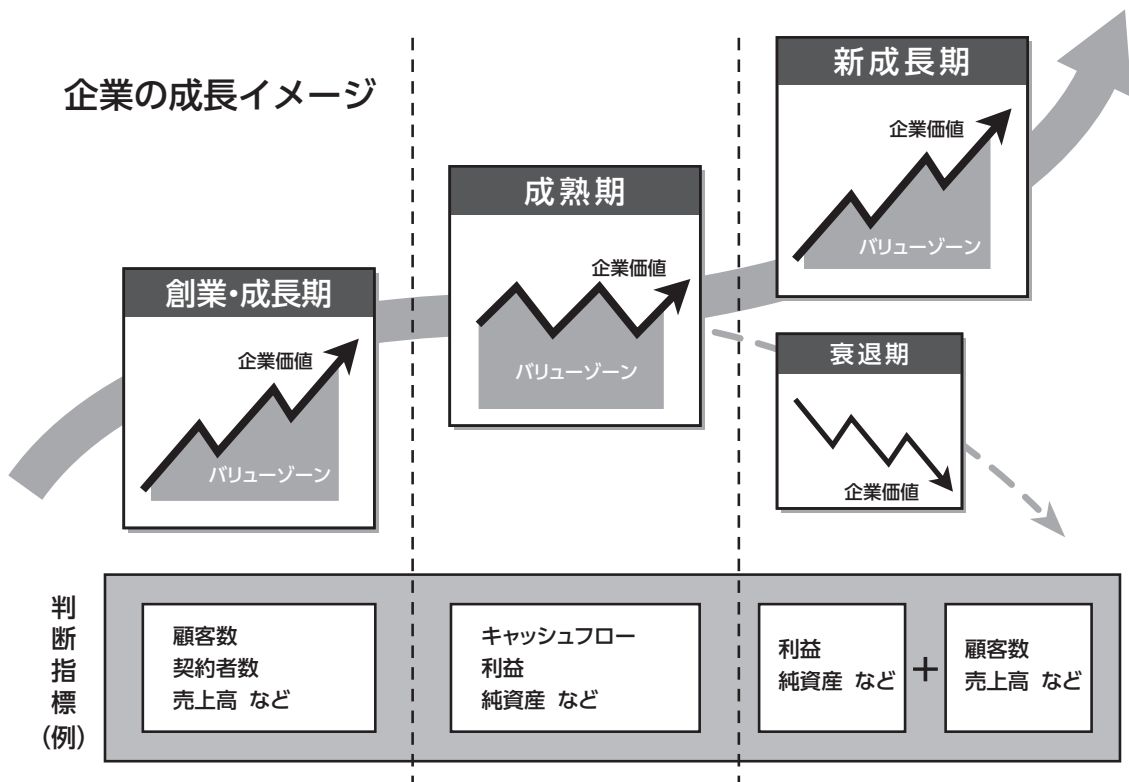 企業の成長イメージ
創業・成長期
企業価値
バリューゾーン
成熟期
企業価値
バリューゾーン
新成長期
企業価値
バリューゾーン
衰退期
企業価値
判断指標(例)
顧客数
契約者数
売上高 など
キャッシュフロー
利益
純資産 など
利益
純資産 など
+
顧客数
売上高 など